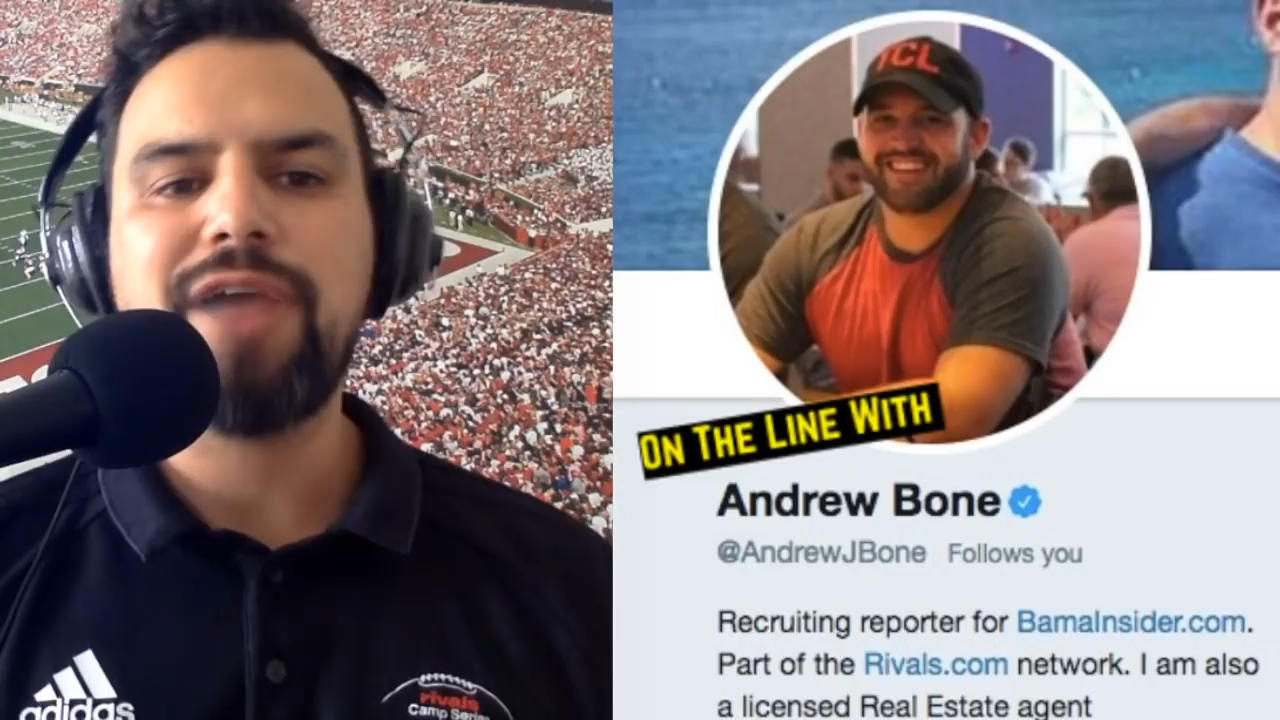 adidas
rivals
Camp Series
TCL
ON THE LINE WITH
Andrew Bone
@AndrewJBone Follows you
Recruiting reporter for BamaInsider.com.
Part of the Rivals.com network. I am also
a licensed Real Estate agent